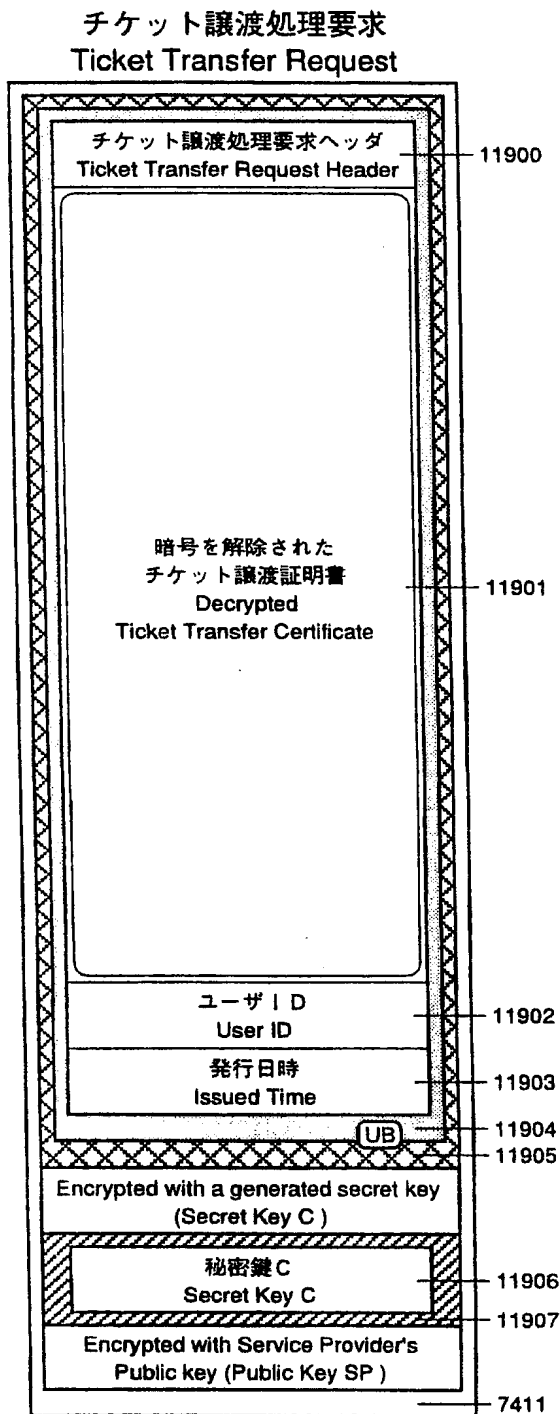 チケット譲渡処理要求
Ticket Transfer Request
チケット譲渡処理要求ヘッダ
Ticket Transfer Request Header
11900
暗号を解除された
チケット譲渡証明書
Decrypted
Ticket Transfer Certificate
11901
ユーザID
User ID
11902
発行日時
Issued Time
11903
UB
11904
11905
Encrypted with a generated secret key
(Secret Key C )
秘密鍵C
Secret Key C
11906
11907
Encrypted with Service Provider's
Public key (Public Key SP )
7411